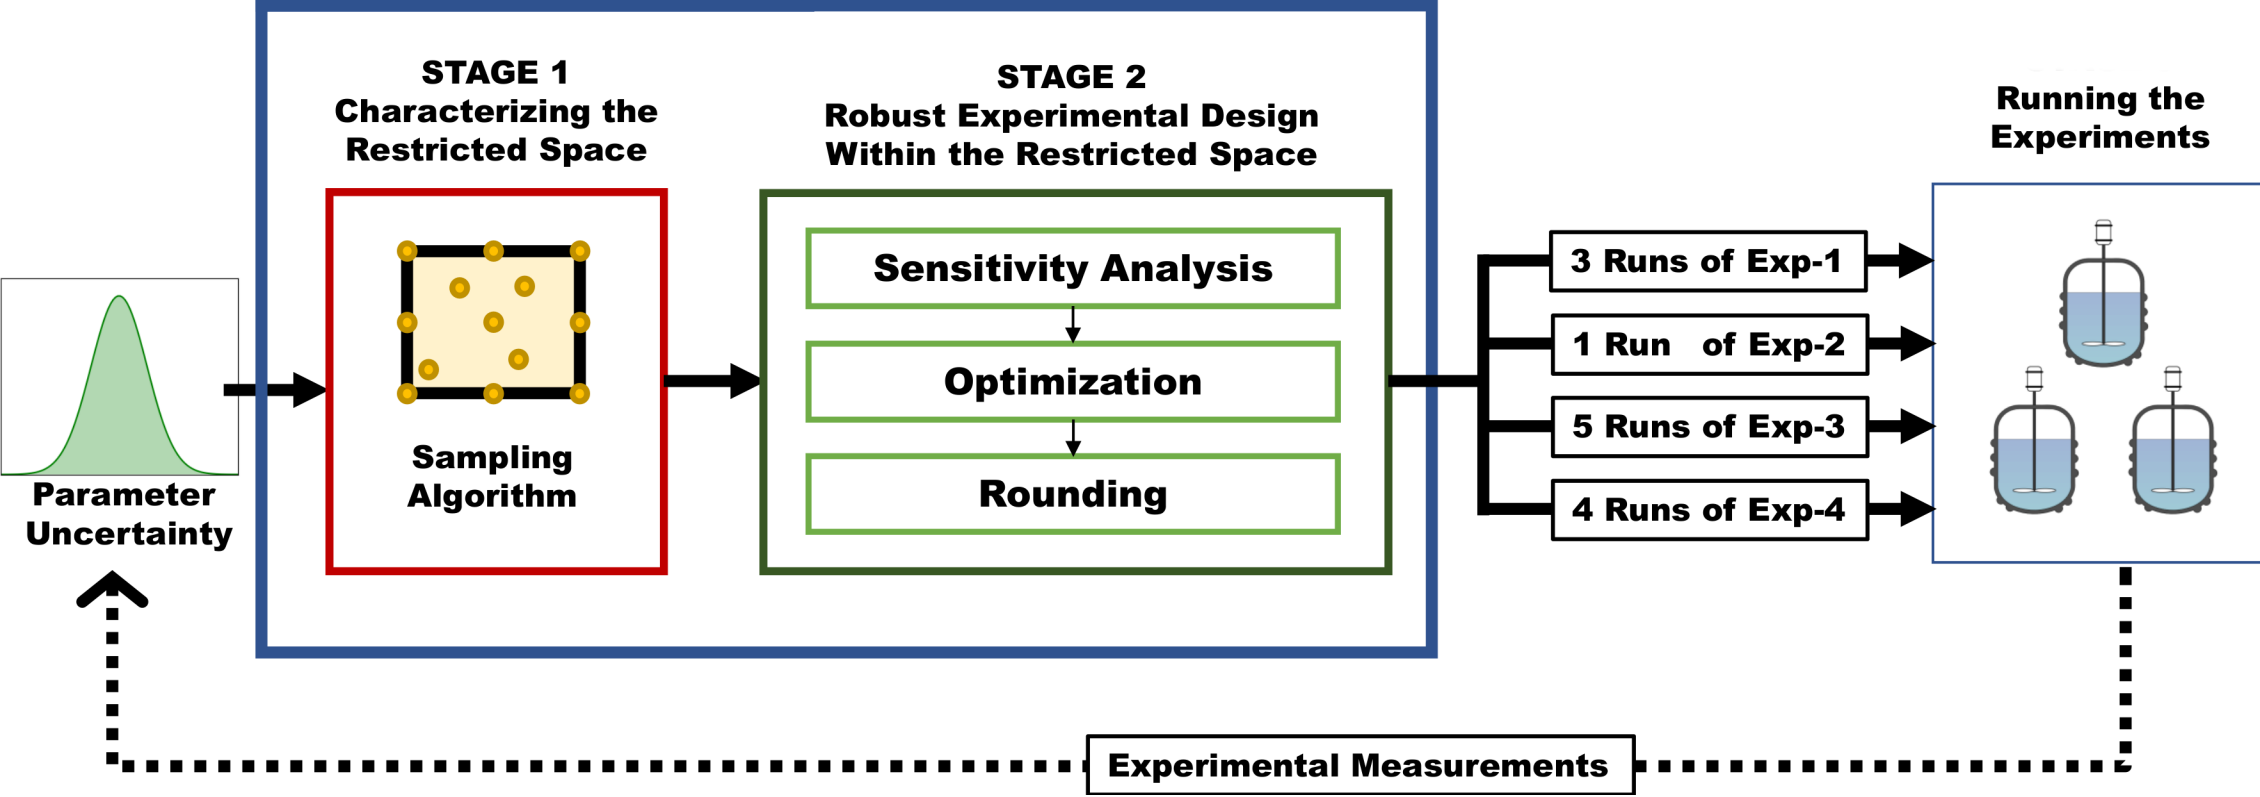 STAGE 1
Characterizing the
Restricted Space
STAGE 2
Robust Experimental Design
Within the Restricted Space
Running the
Experiments
Parameter
Uncertainty
Sampling
Algorithm
Sensitivity Analysis
Optimization
Rounding
3 Runs of Exp-1
1 Run of Exp-2
5 Runs of Exp-3
4 Runs of Exp-4
Experimental Measurements